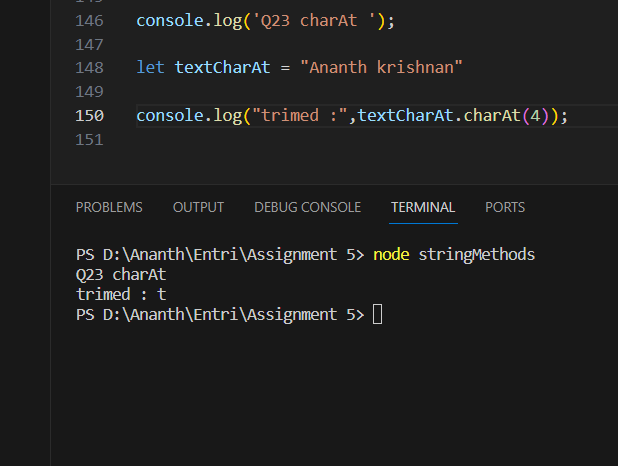 146 console.log('Q23 charAt ');
147
148 let textCharAt = "Ananth krishnan"
149
150 console.log("trimed :",textCharAt.charAt(4));
151
PROBLEMS OUTPUT DEBUG CONSOLE TERMINAL PORTS
PS D:\Ananth\Entri\Assignment 5> node stringMethods
Q23 charAt
trimed : t
PS D:\Ananth\Entri\Assignment 5>